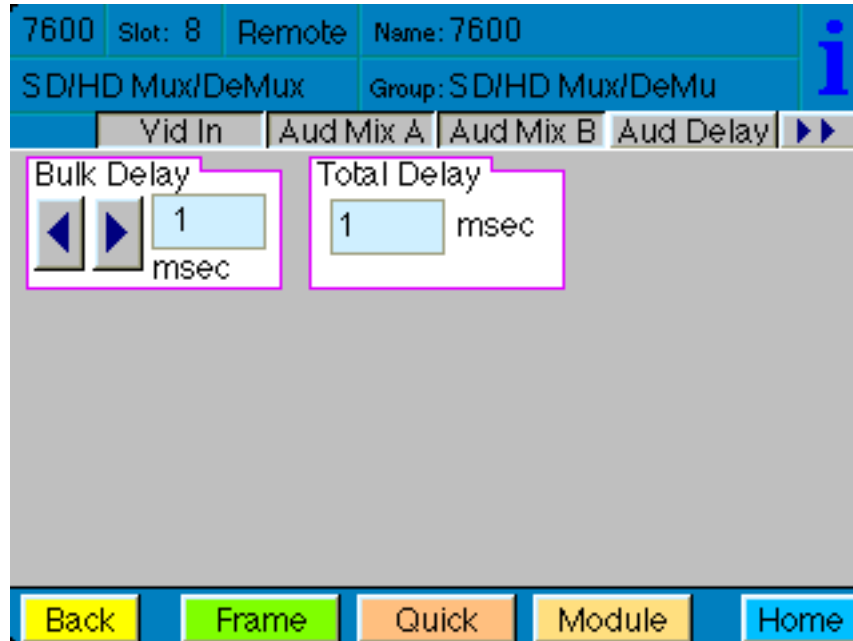 7600 Slot: 8 Remote Name: 7600
SD/HD Mux/DeMux Group: SD/HD Mux/DeMu
i
Vid In Aud Mix A Aud Mix B Aud Delay
Bulk Delay
1
msec
Total Delay
1 msec
Back Frame Quick Module Home